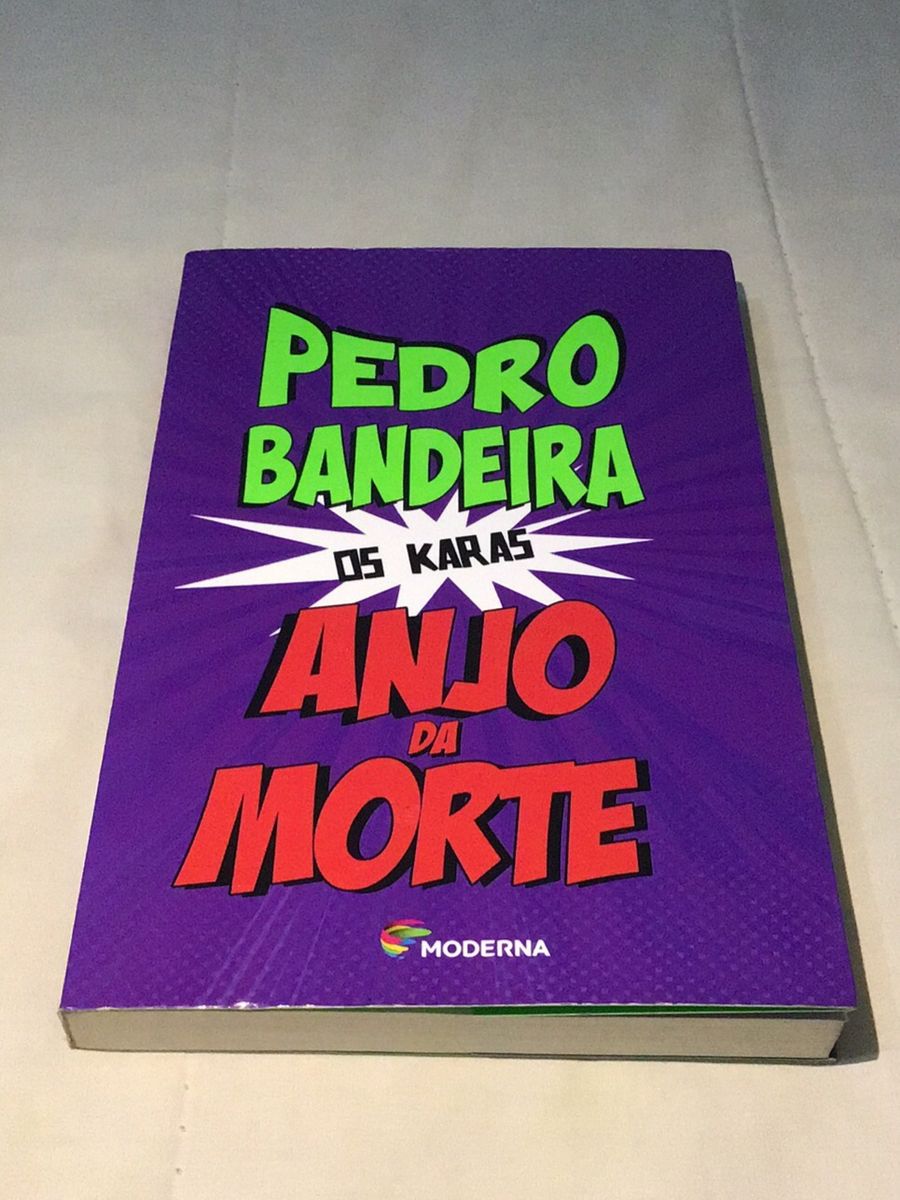 PEDRO
BANDEIRA
OS KARAS
ANJO
DA
MORTE
MODERNA